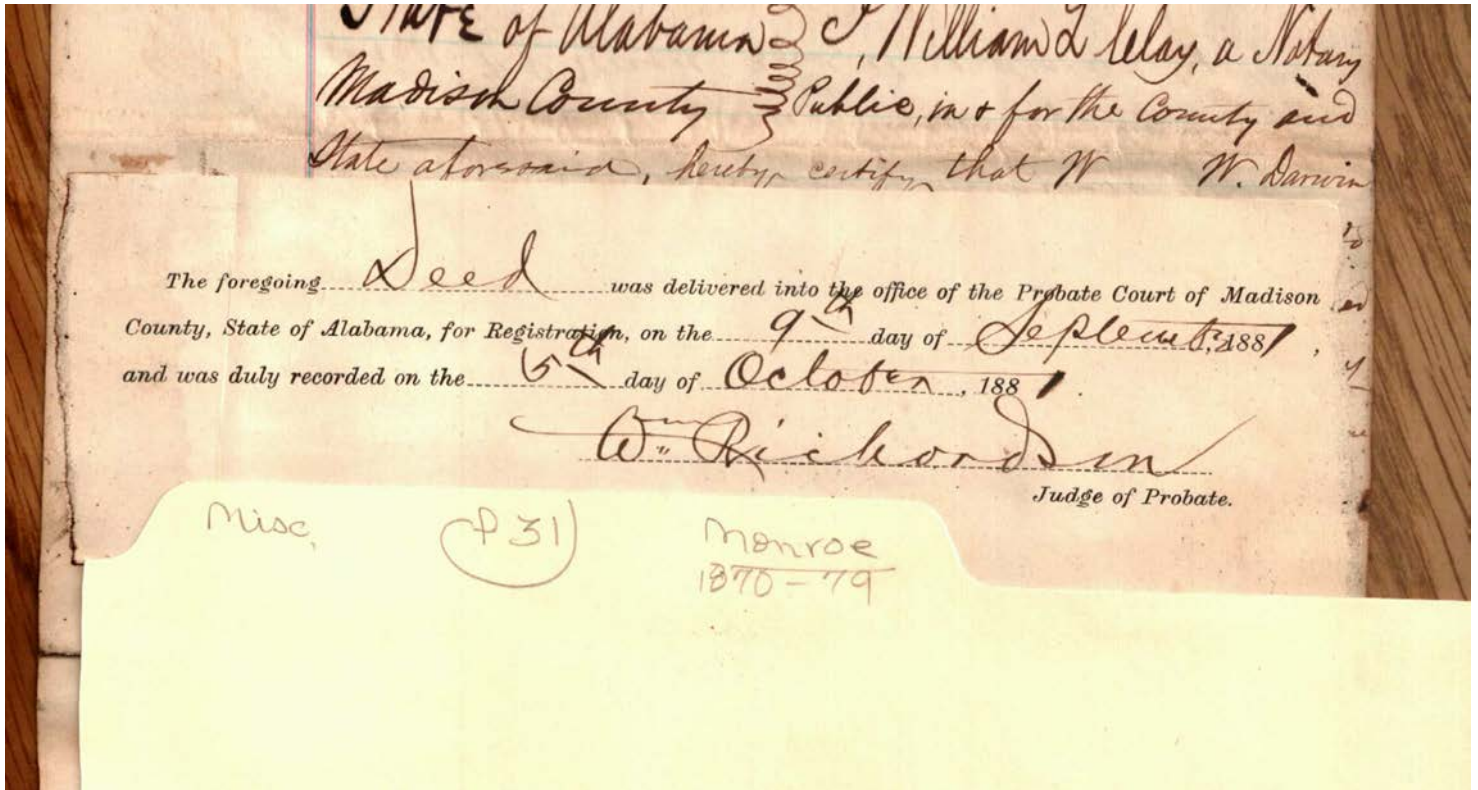 State of Alabama I, William L Clay, a Notary
Madison County Public, in & for the County and
State aforesaid, hereby certify that W W. Darwin
The foregoing Deed was delivered into the office of the Probate Court of Madison
County, State of Alabama, for Registration, on the 9th day of September, 1881,
and was duly recorded on the 5th day of October, 1881.
Wm Richardson
Judge of Probate.
Misc. P31 Monroe
1870-79